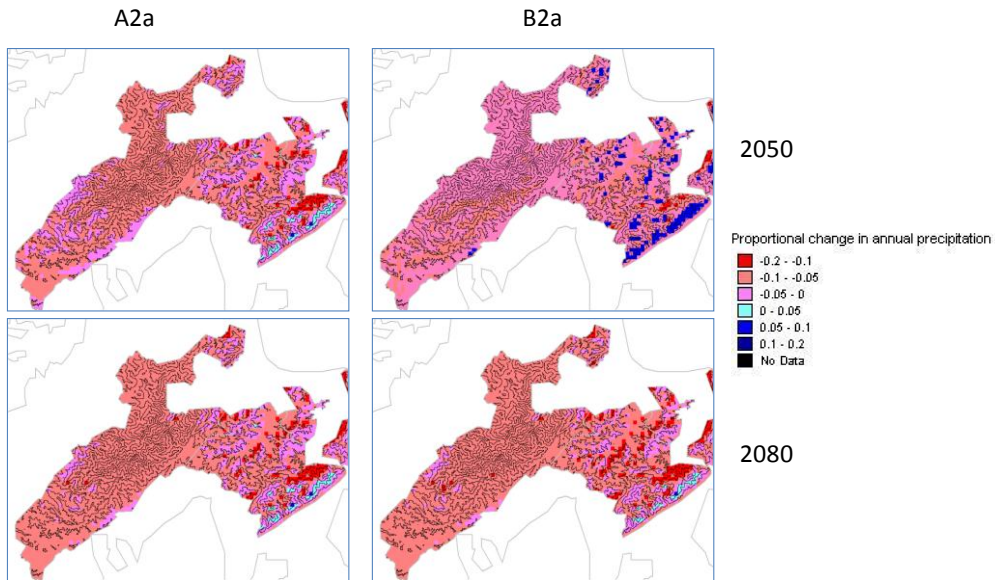 A2a
B2a
2050
Proportional change in annual precipitation
-0.2 - -0.1
-0.1 - -0.05
-0.05 - 0
0 - 0.05
0.05 - 0.1
0.1 - 0.2
No Data
2080